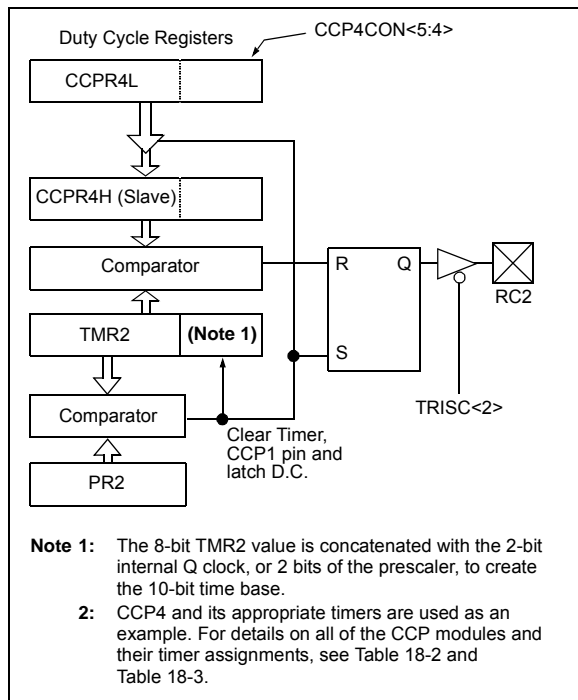 Duty Cycle Registers
CCP4CON<5:4>
CCPR4L
CCPR4H (Slave)
Comparator
R
Q
RC2
TMR2
(Note 1)
S
TRISC<2>
Comparator
Clear Timer,
CCP1 pin and
latch D.C.
PR2
Note 1: The 8-bit TMR2 value is concatenated with the 2-bit
internal Q clock, or 2 bits of the prescaler, to create
the 10-bit time base.
2: CCP4 and its appropriate timers are used as an
example. For details on all of the CCP modules and
their timer assignments, see Table 18-2 and
Table 18-3.